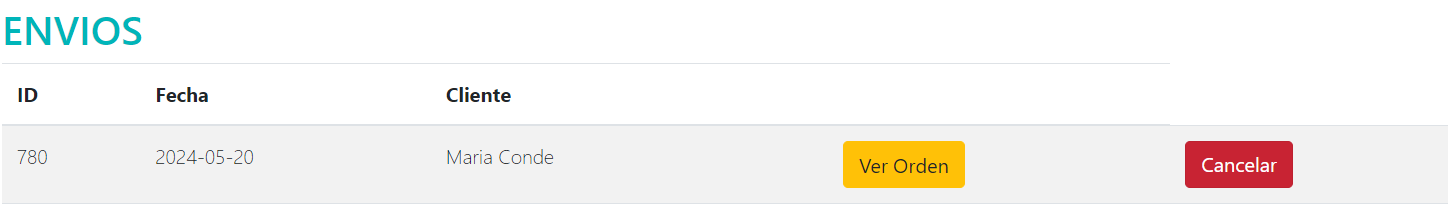 ENVIOS
ID Fecha Cliente
780 2024-05-20 Maria Conde Ver Orden Cancelar